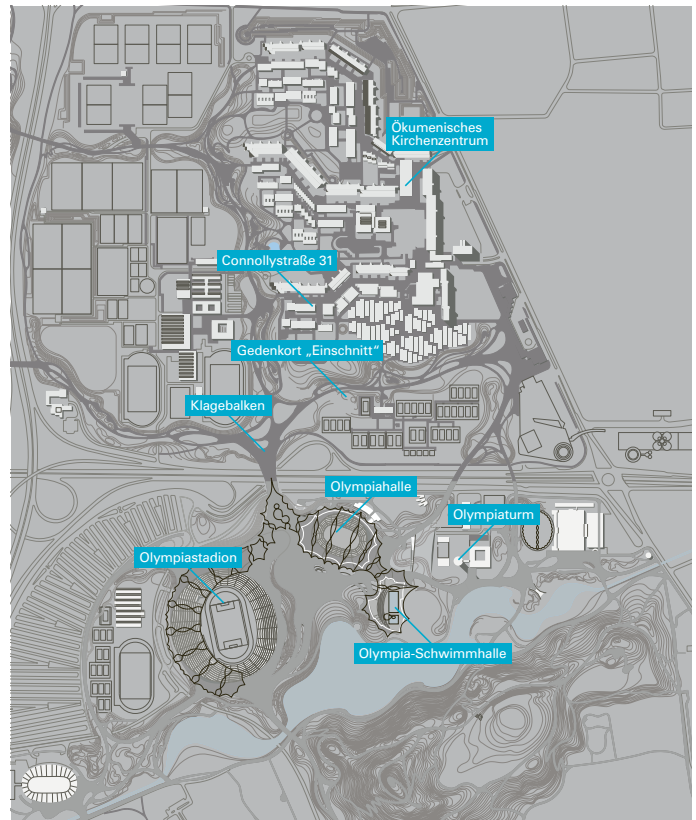 Ökumenisches
Kirchenzentrum
Connollystraße 31
Gedenkort „Einschnitt“
Klagebalken
Olympiahalle
Olympiaturm
Olympiastadion
Olympia-Schwimmhalle